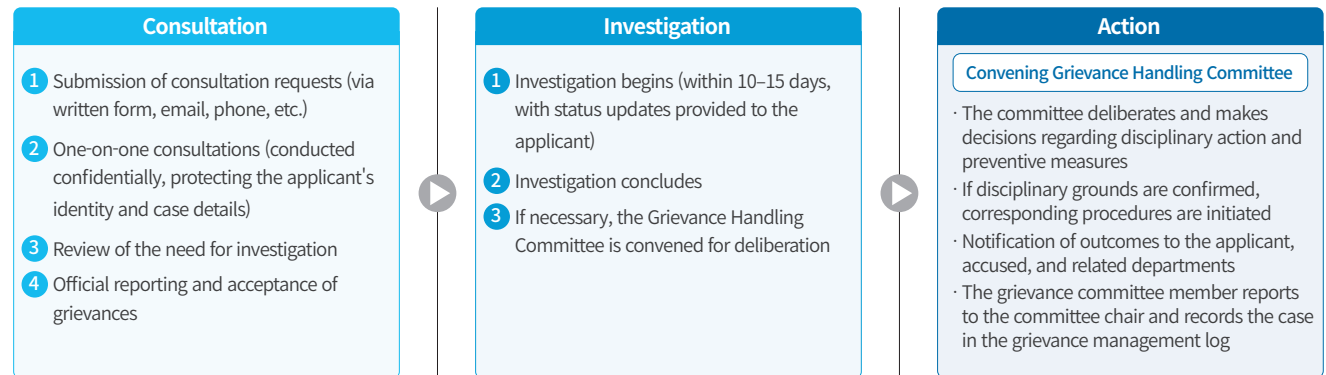 Consultation
1 Submission of consultation requests (via
written form, email, phone, etc.)
2 One-on-one consultations (conducted
confidentially, protecting the applicant's
identity and case details)
3 Review of the need for investigation
4 Official reporting and acceptance of
grievances
Investigation
1 Investigation begins (within 10–15 days,
with status updates provided to the
applicant)
2 Investigation concludes
3 If necessary, the Grievance Handling
Committee is convened for deliberation
Action
Convening Grievance Handling Committee
· The committee deliberates and makes
decisions regarding disciplinary action and
preventive measures
· If disciplinary grounds are confirmed,
corresponding procedures are initiated
· Notification of outcomes to the applicant,
accused, and related departments
· The grievance committee member reports
to the committee chair and records the case
in the grievance management log